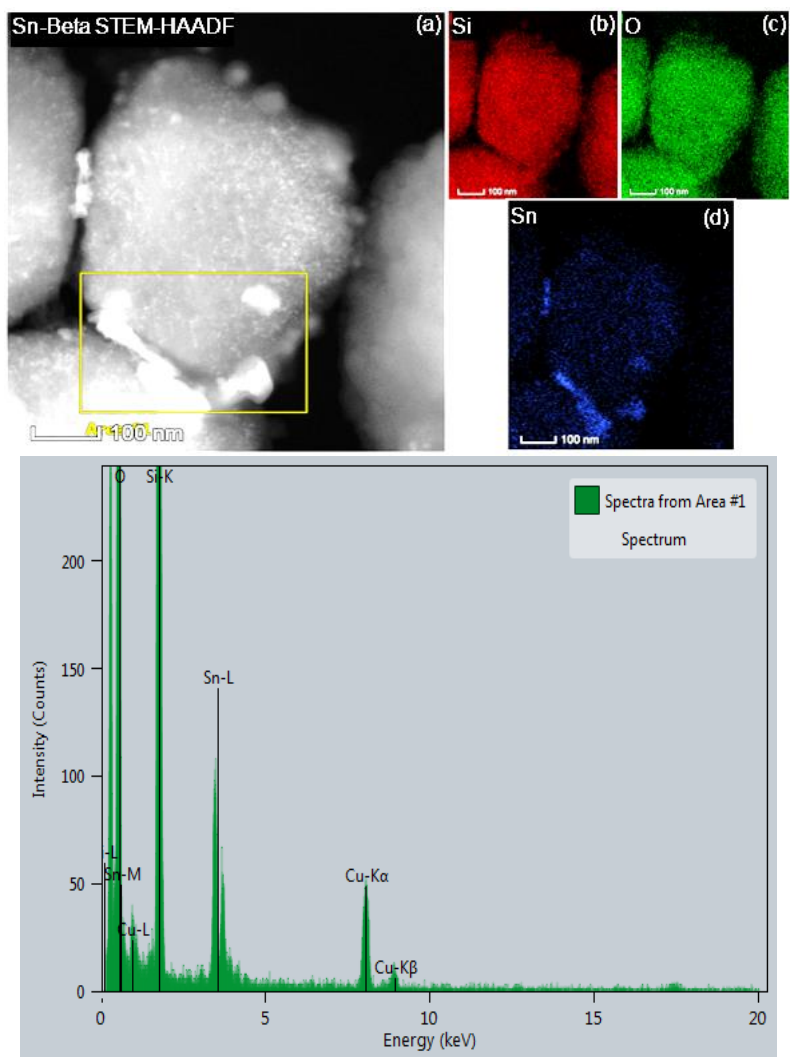 Sn-Beta STEM-HAADF (a)
Si (b)
O (c)
100 nm
100 nm
Sn (d)
100 nm
100 nm
Spectra from Area #1
Spectrum
Intensity (Counts)
200
150
100
50
0
O
Si-K
Sn-L
-L
Sn-M
Cu-L
Cu-Kα
Cu-Kβ
0 5 10 15 20
Energy (keV)